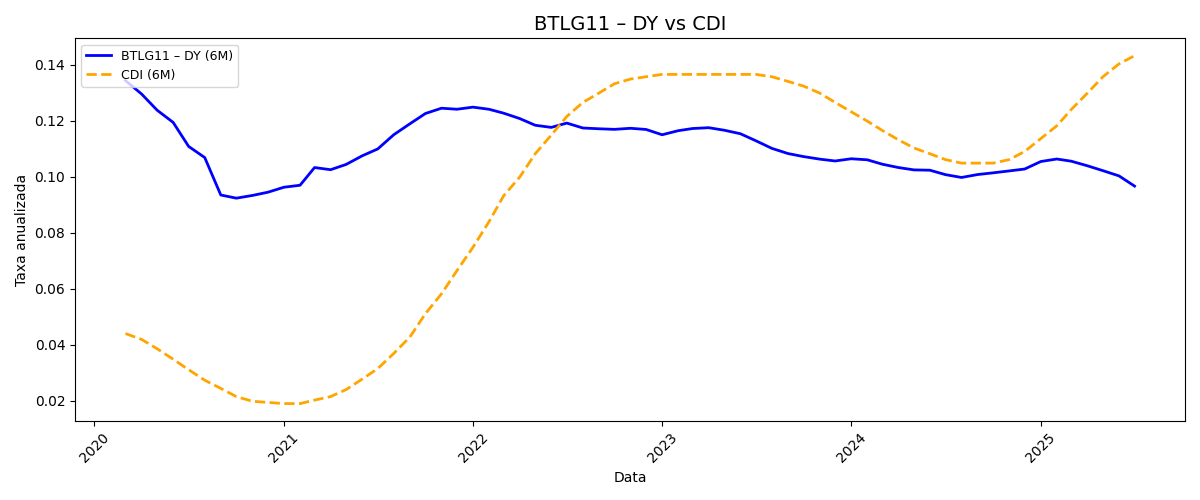 BTLG11 – DY vs CDI
BTLG11 – DY (6M)
CDI (6M)
Taxa anualizada
0.14
0.12
0.10
0.08
0.06
0.04
0.02
2020
2021
2022
2023
2024
2025
Data